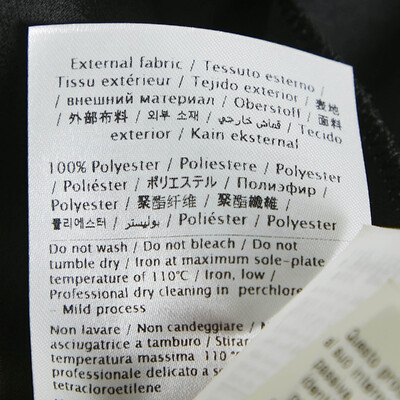 External fabric / Tessuto esterno /
Tissu extérieur / Tejido exterior /
/ внешний материал / Oberstoff / 表地
/ 外部布料 / 외부 소재 / قماش خارجي / 面料
/ Tecido
exterior / Kain eksternal
100% Polyester / Poliestere / Polyester
/ Poliéster / ポリエステル / Полиэфир /
Polyester / 聚酯纤维 / 聚酯纖維 /
폴리에스터 / بوليستر / Poliéster / Polyester
Do not wash / Do not bleach / Do not
tumble dry / Iron at maximum sole-plate
temperature of 110°C / Iron, low /
Professional dry cleaning in perchlore
- Mild process
Non lavare / Non candeggiare / Non
asciugatrice a tamburo / Stirar
temperatura massima 110 °
professionale delicato a s
tetracloroetilene
Questo
a suo